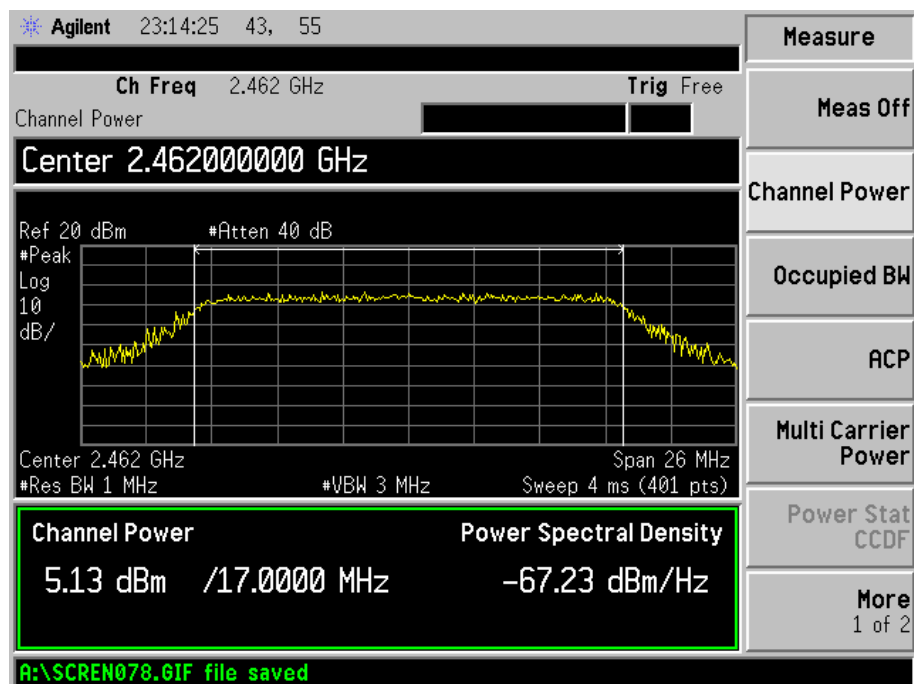 Agilent 23:14:25 43, 55
Measure
Ch Freq 2.462 GHz Trig Free
Channel Power
Meas Off
Center 2.462000000 GHz
Channel Power
Ref 20 dBm #Atten 40 dB
#Peak
Log
10
dB/
Occupied BW
ACP
Multi Carrier
Power
Center 2.462 GHz Span 26 MHz
#Res BW 1 MHz #VBW 3 MHz Sweep 4 ms (401 pts)
Power Stat
CCDF
Channel Power Power Spectral Density
5.13 dBm /17.0000 MHz -67.23 dBm/Hz
More
1 of 2
A:\SCREN078.GIF file saved